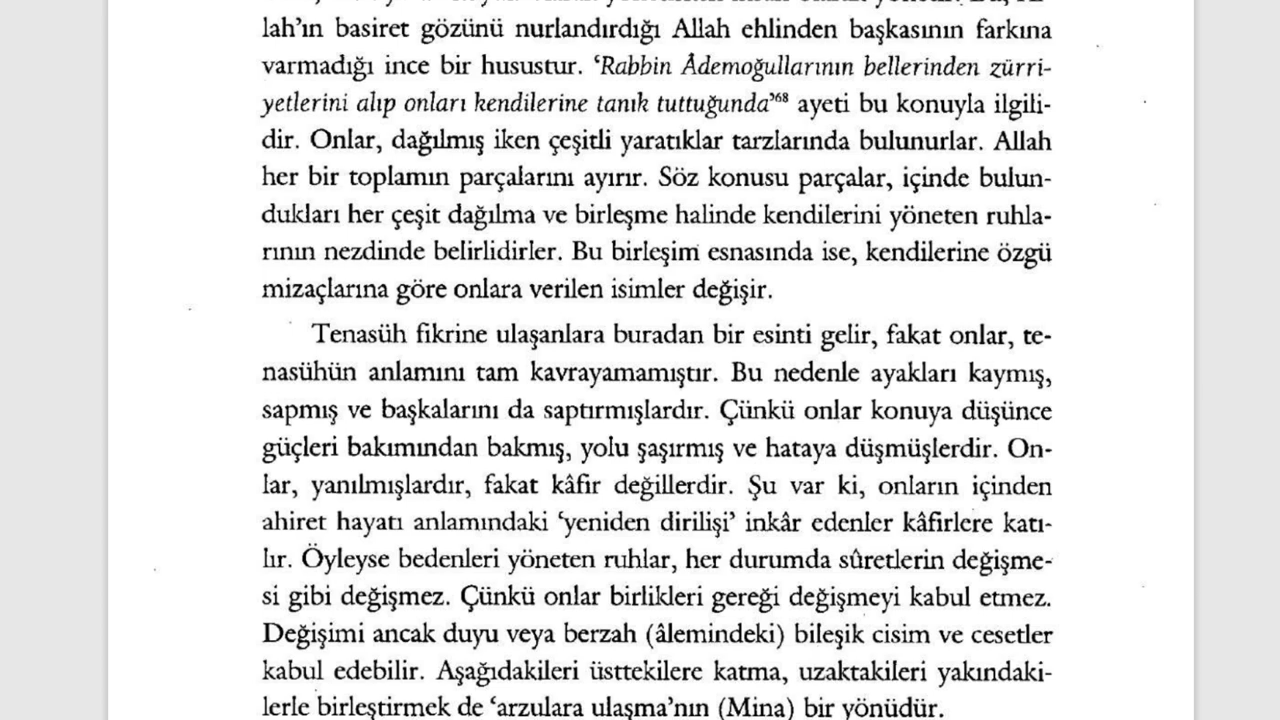 lah'ın basiret gözünü nurlandırdığı Allah ehlinden başkasının farkına
varmadığı ince bir husustur. 'Rabbin Âdemoğullarının bellerinden zürri-
yetlerini alıp onları kendilerine tanık tuttuğunda'⁶⁸ ayeti bu konuyla ilgili-
dir. Onlar, dağılmış iken çeşitli yaratıklar tarzlarında bulunurlar. Allah
her bir toplamın parçalarını ayırır. Söz konusu parçalar, içinde bulun-
dukları her çeşit dağılma ve birleşme halinde kendilerini yöneten ruhla-
rının nezdinde belirlidirler. Bu birleşim esnasında ise, kendilerine özgü
mizaçlarına göre onlara verilen isimler değişir.
Tenasüh fikrine ulaşanlara buradan bir esinti gelir, fakat onlar, te-
nasühün anlamını tam kavrayamamıştır. Bu nedenle ayakları kaymış,
sapmış ve başkalarını da saptırmışlardır. Çünkü onlar konuya düşünce
güçleri bakımından bakmış, yolu şaşırmış ve hataya düşmüşlerdir. On-
lar, yanılmışlardır, fakat kâfir değillerdir. Şu var ki, onların içinden
ahiret hayatı anlamındaki 'yeniden dirilişi' inkâr edenler kâfirlere katı-
lır. Öyleyse bedenleri yöneten ruhlar, her durumda sûretlerin değişme-
si gibi değişmez. Çünkü onlar birlikleri gereği değişmeyi kabul etmez.
Değişimi ancak duyu veya berzah (âlemindeki) bileşik cisim ve cesetler
kabul edebilir. Aşağıdakileri üsttekilere katma, uzaktakileri yakındaki-
lerle birleştirmek de 'arzulara ulaşma'nın (Mina) bir yönüdür.